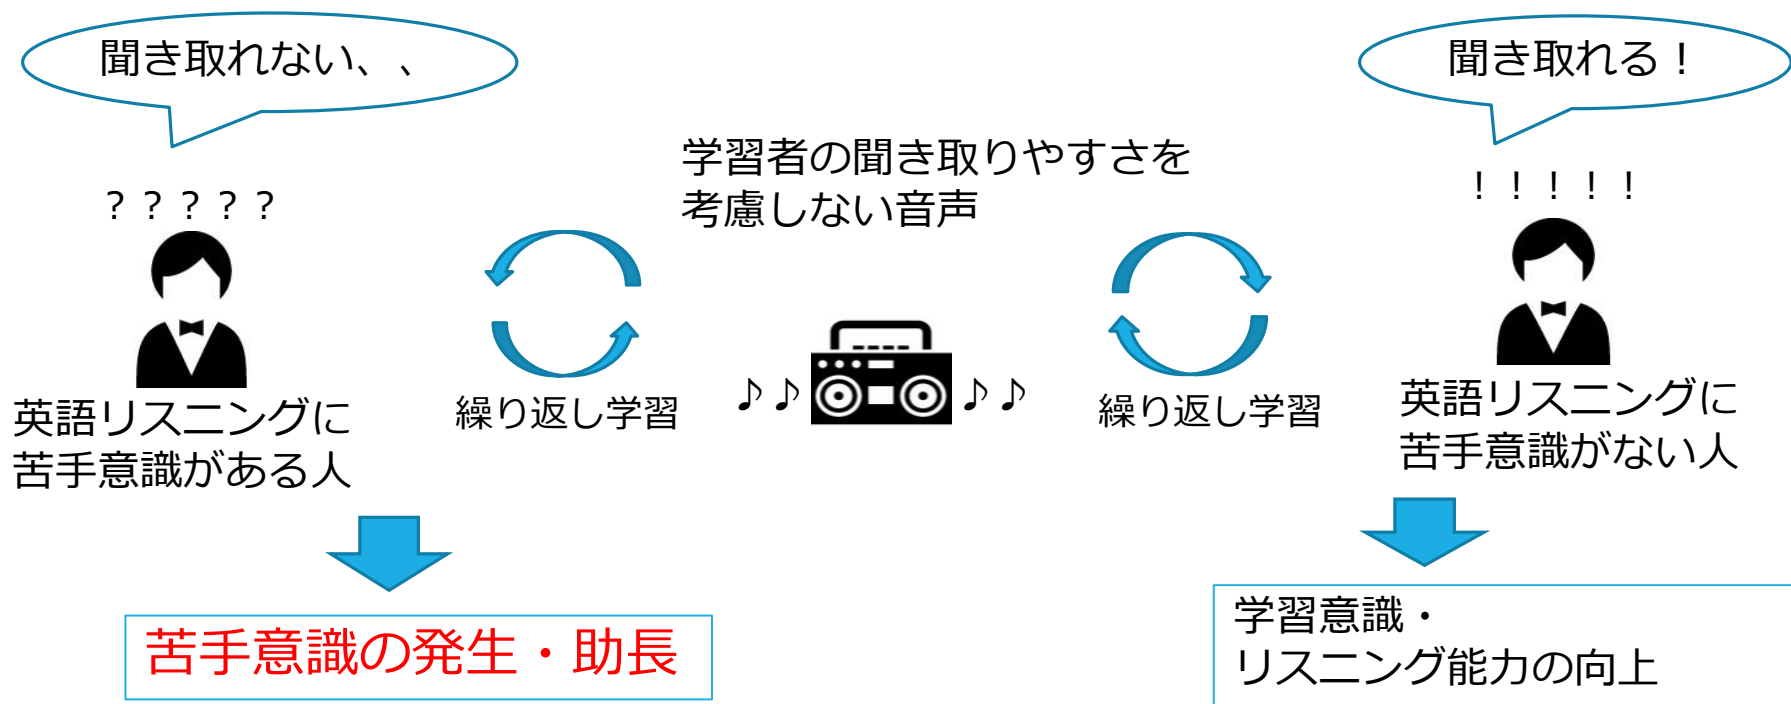 聞き取れない、、
聞き取れる！
学習者の聞き取りやすさを
考慮しない音声
？？？？？
！！！！！
♪♪
♪♪
繰り返し学習
繰り返し学習
英語リスニングに
苦手意識がある人
英語リスニングに
苦手意識がない人
苦手意識の発生・助長
学習意識・
リスニング能力の向上